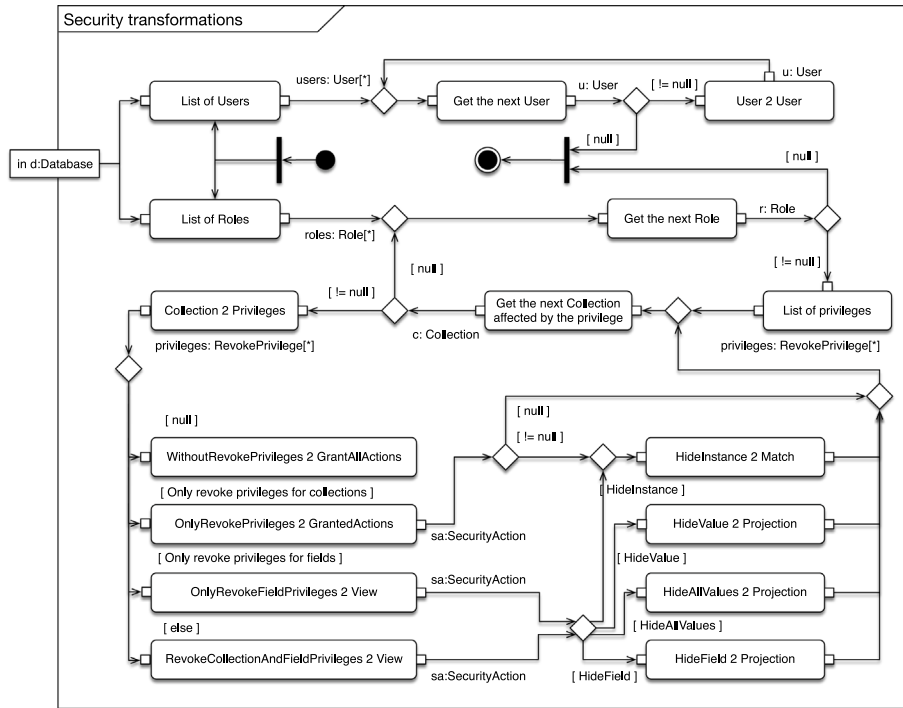 Security transformations
users: User[*]
u: User
List of Users
Get the next User
u: User
[ != null ]
User 2 User
[ null ]
[ null ]
in d:Database
List of Roles
roles: Role[*]
Get the next Role
r: Role
[ null ]
[ != null ]
[ != null ]
Collection 2 Privileges
Get the next Collection
affected by the privilege
List of privileges
privileges: RevokePrivilege[*]
c: Collection
privileges: RevokePrivilege[*]
[ null ]
[ null ]
[ != null ]
WithoutRevokePrivileges 2 GrantAllActions
HideInstance 2 Match
[ Only revoke privileges for collections ]
[ HideInstance ]
OnlyRevokePrivileges 2 GrantedActions
sa:SecurityAction
HideValue 2 Projection
[ Only revoke privileges for fields ]
[ HideValue ]
OnlyRevokeFieldPrivileges 2 View
sa:SecurityAction
HideAllValues 2 Projection
[ else ]
[ HideAllValues ]
RevokeCollectionAndFieldPrivileges 2 View
sa:SecurityAction
HideField 2 Projection
[ HideField ]